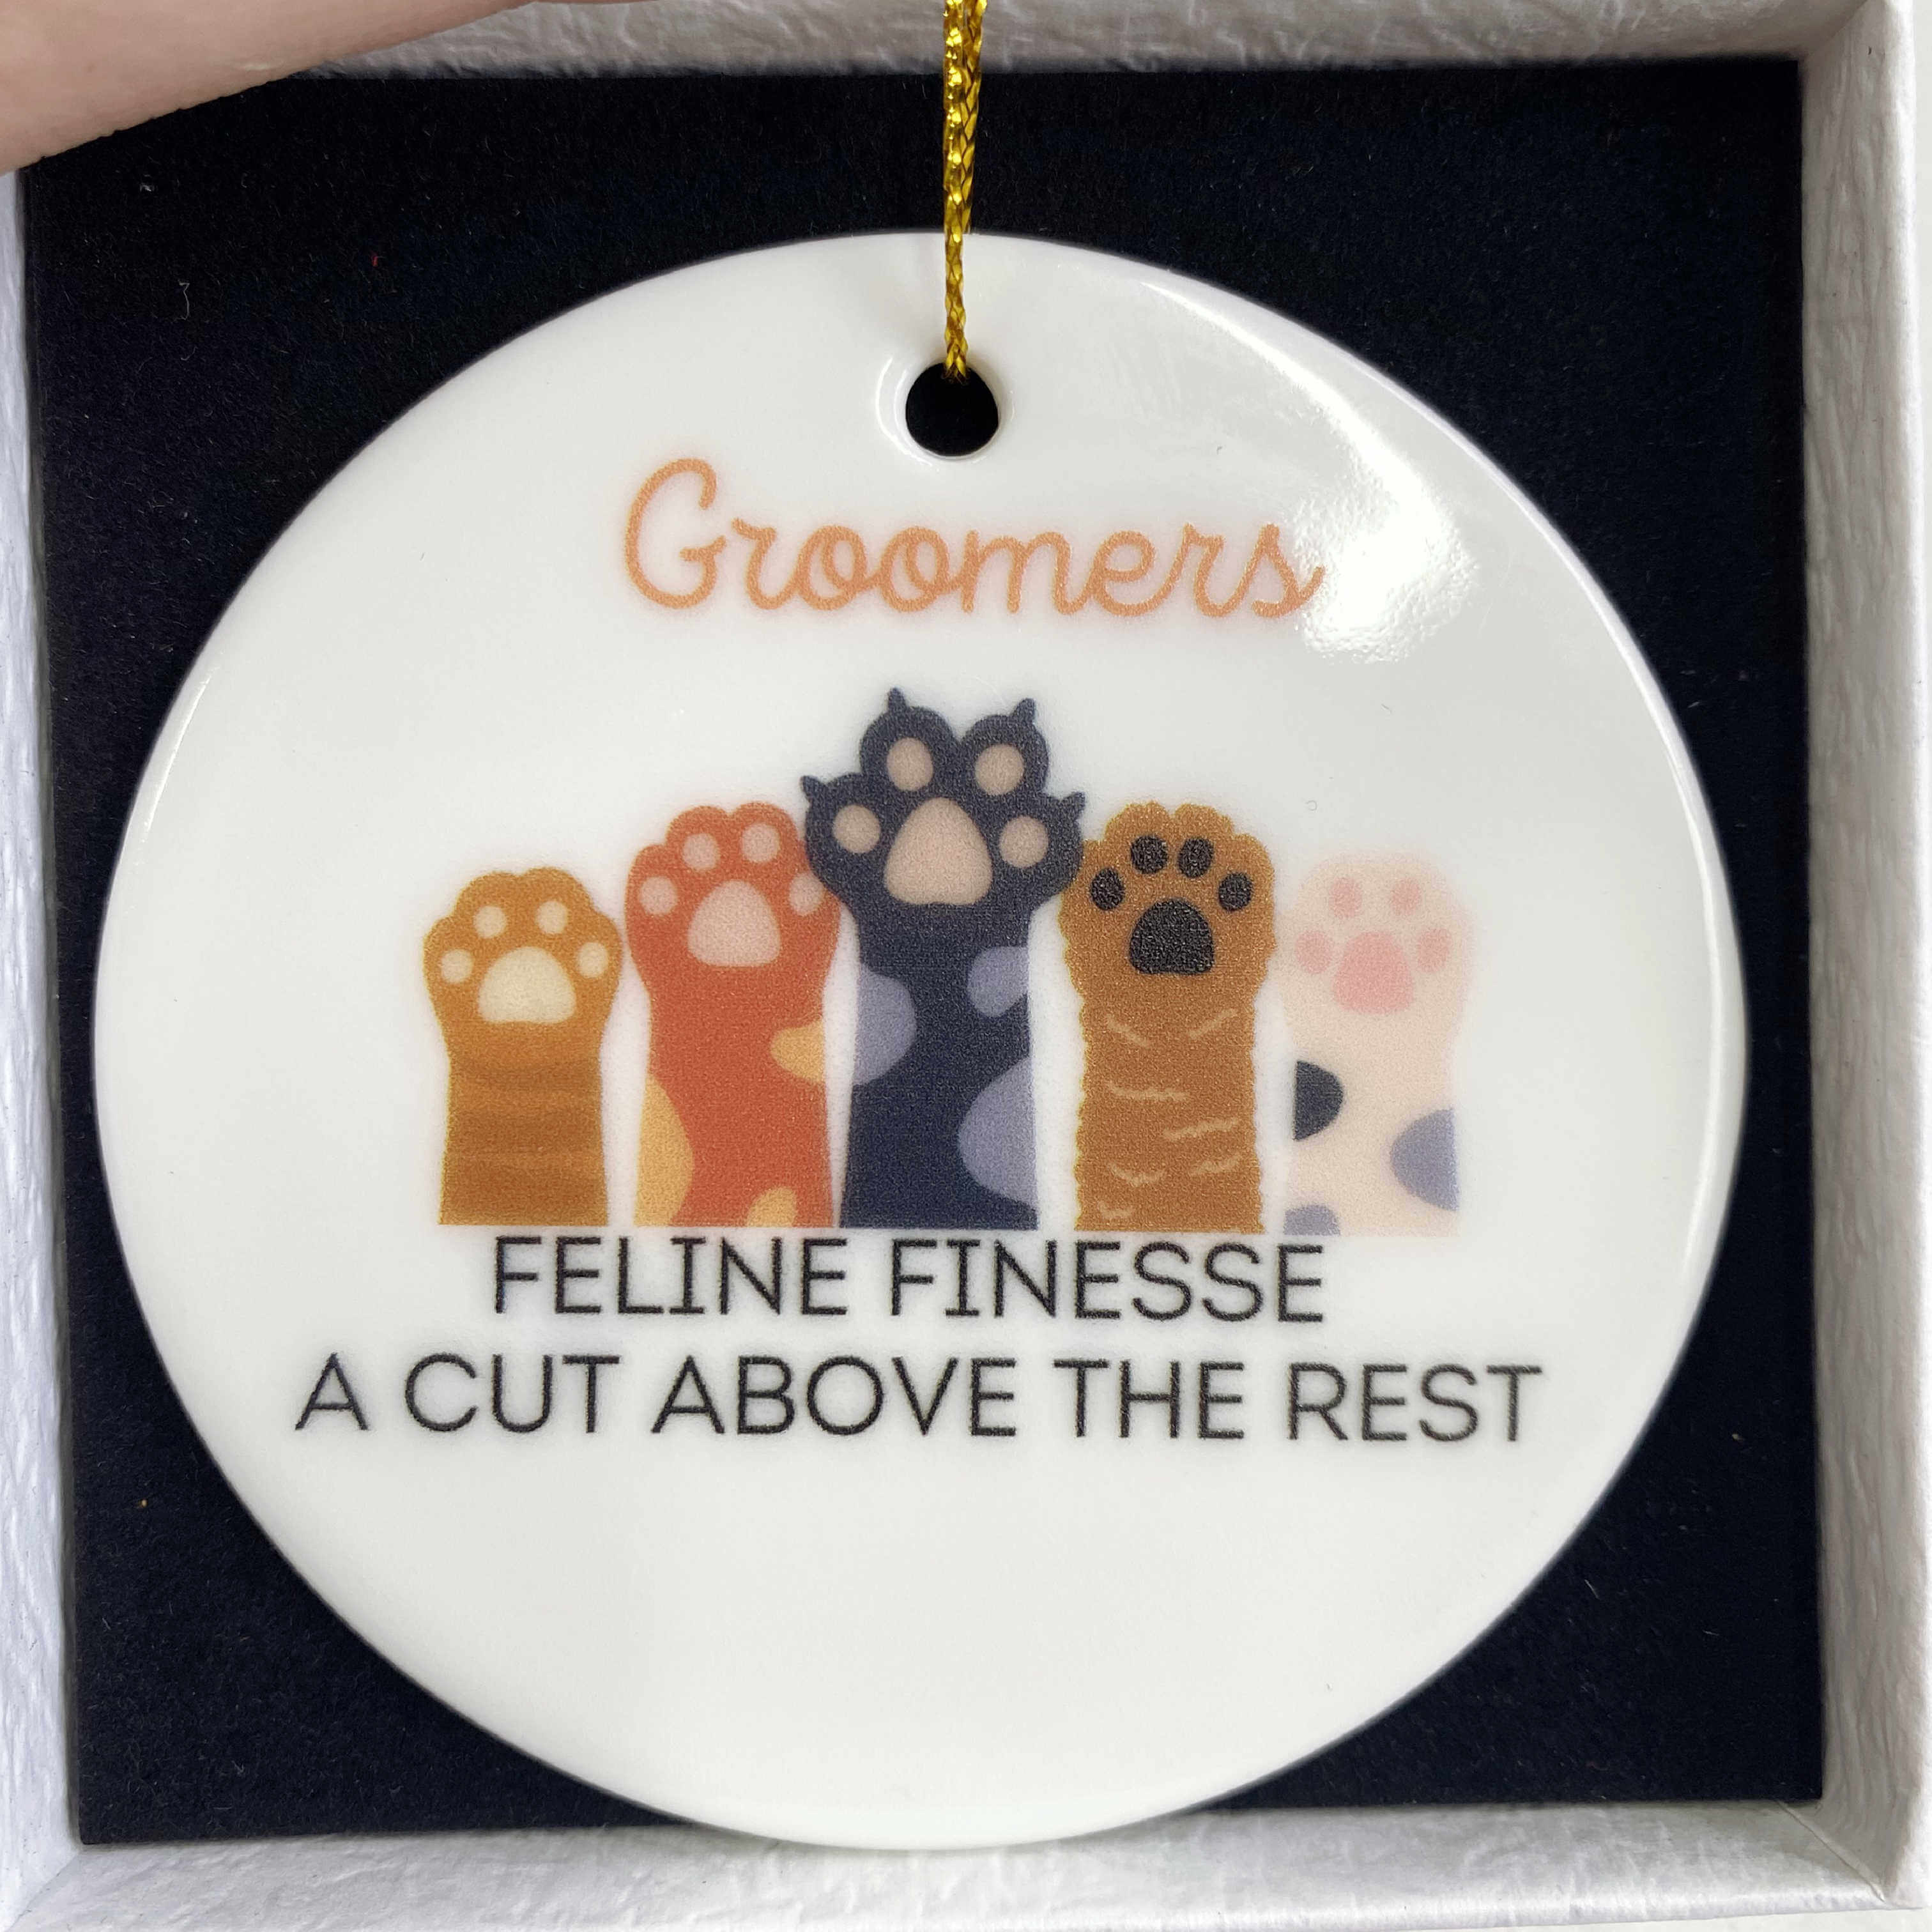 Groomers
FELINE FINESSE
A CUT ABOVE THE REST